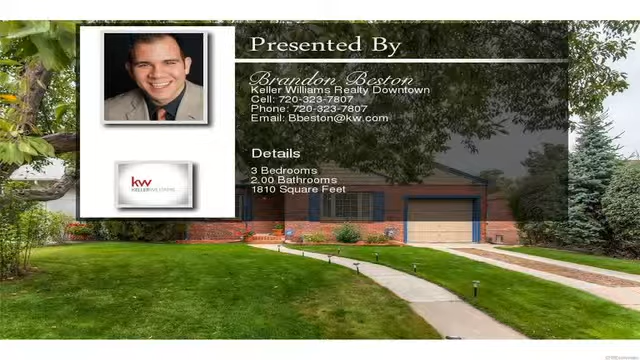 Presented By
Brandon Beston
Keller Williams Realty Downtown
Cell: 720-323-7807
Phone: 720-323-7807
Email: Bbeston@kw.com
Details
3 Bedrooms
2.00 Bathrooms
1810 Square Feet
kw
KELLERWILLIAMS